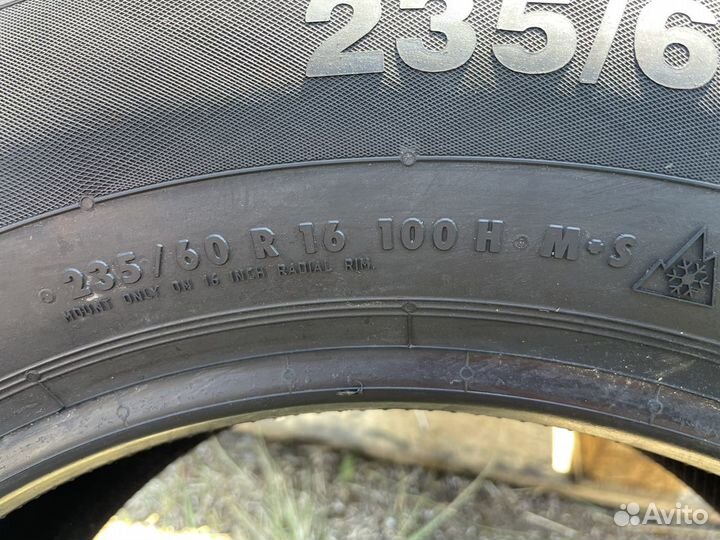 235/6
235/60 R 16 100 H M+S
MOUNT ONLY ON 16 INCH RADIAL RIM.
Avito